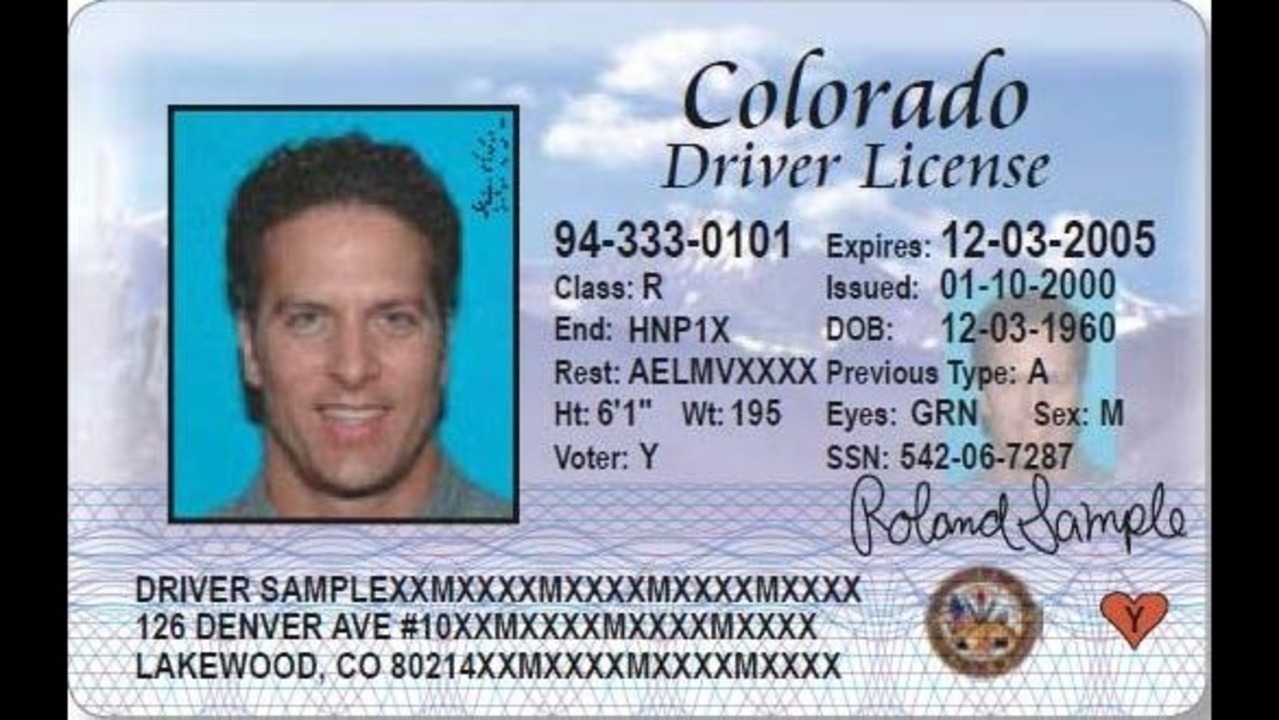 Colorado
Driver License
94-333-0101 Expires: 12-03-2005
Class: R Issued: 01-10-2000
End: HNP1X DOB: 12-03-1960
Rest: AELMVXXXX Previous Type: A
Ht: 6'1" Wt: 195 Eyes: GRN Sex: M
Voter: Y SSN: 542-06-7287
Roland Sample
DRIVER SAMPLEXXMXXXXMXXXXMXXXXMXXXX
126 DENVER AVE #10XXMXXXXMXXXXMXXXX
LAKEWOOD, CO 80214XXMXXXXMXXXXMXXXX
Y